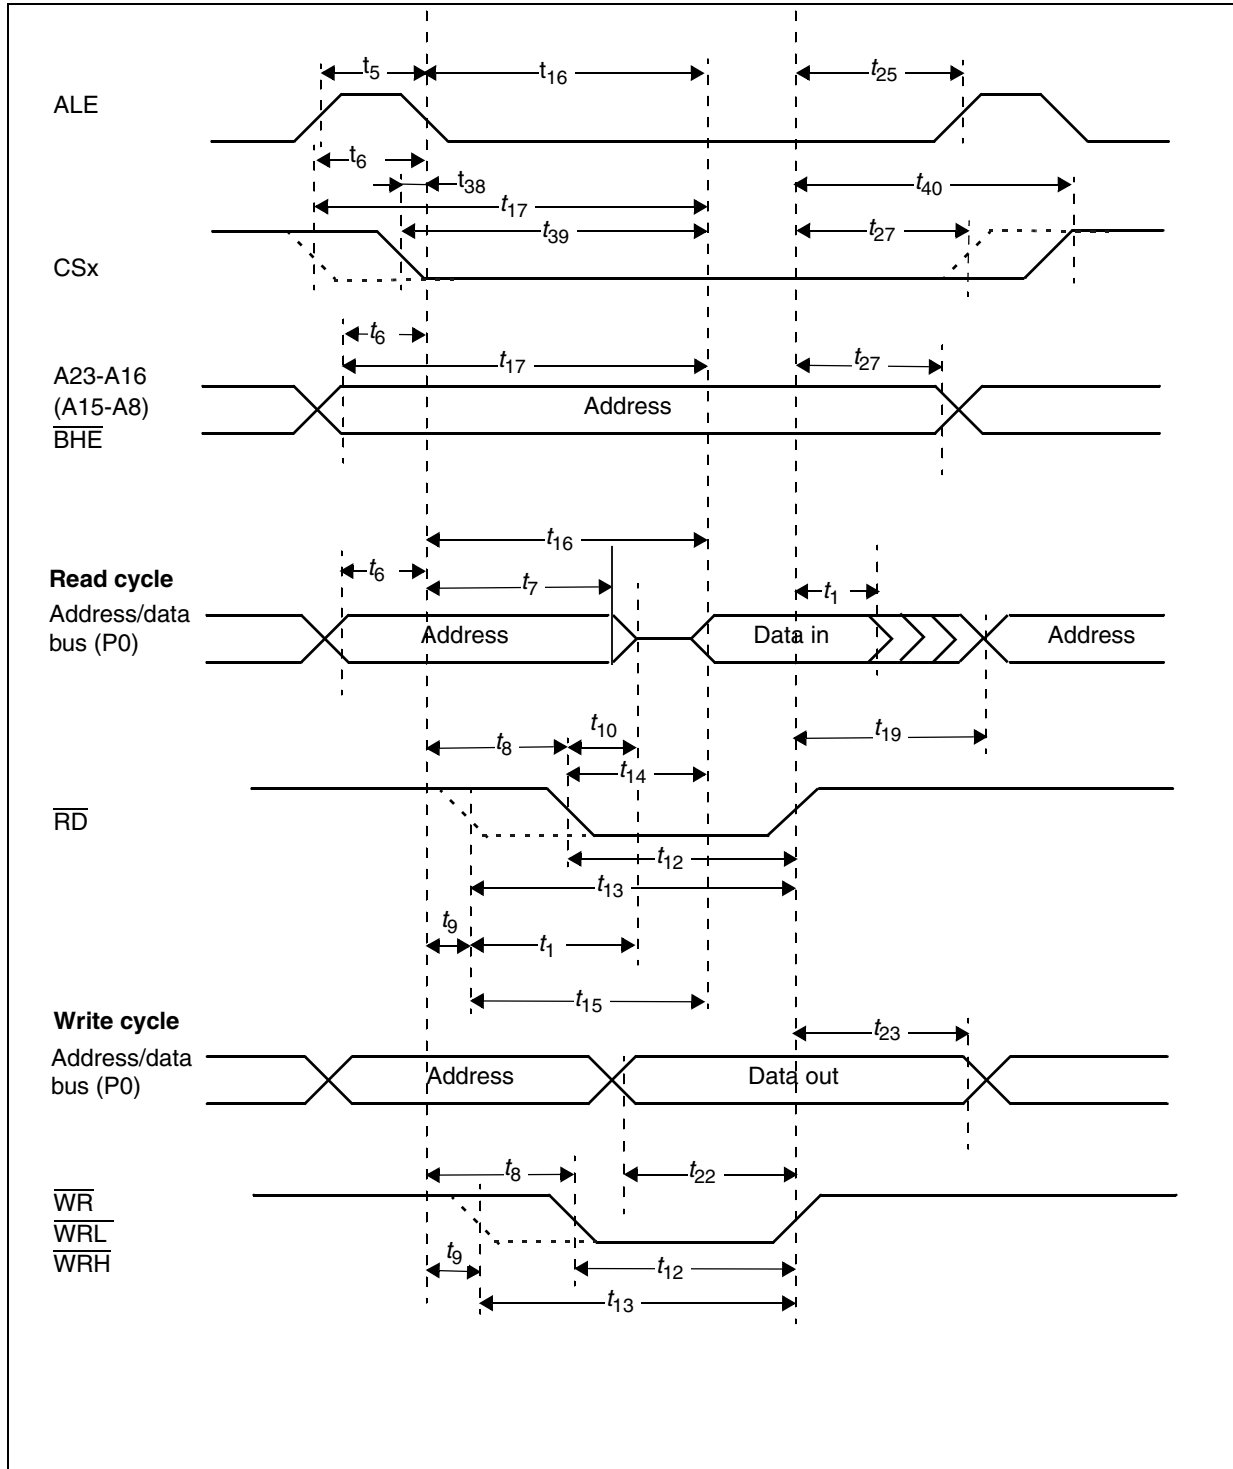 t5 t16 t25
ALE
t6
t38
t40
t17
t39 t27
CSx
t6
t17 t27
A23-A16
(A15-A8) Address
BHE
t16
Read cycle t6 t7 t1
Address/data
bus (P0) Address Data in Address
t10
t8 t19
t14
RD
t12
t13
t9 t1
t15
Write cycle
t23
Address/data
bus (P0) Address Data out
t8 t22
WR
WRL
WRH
t9 t12
t13